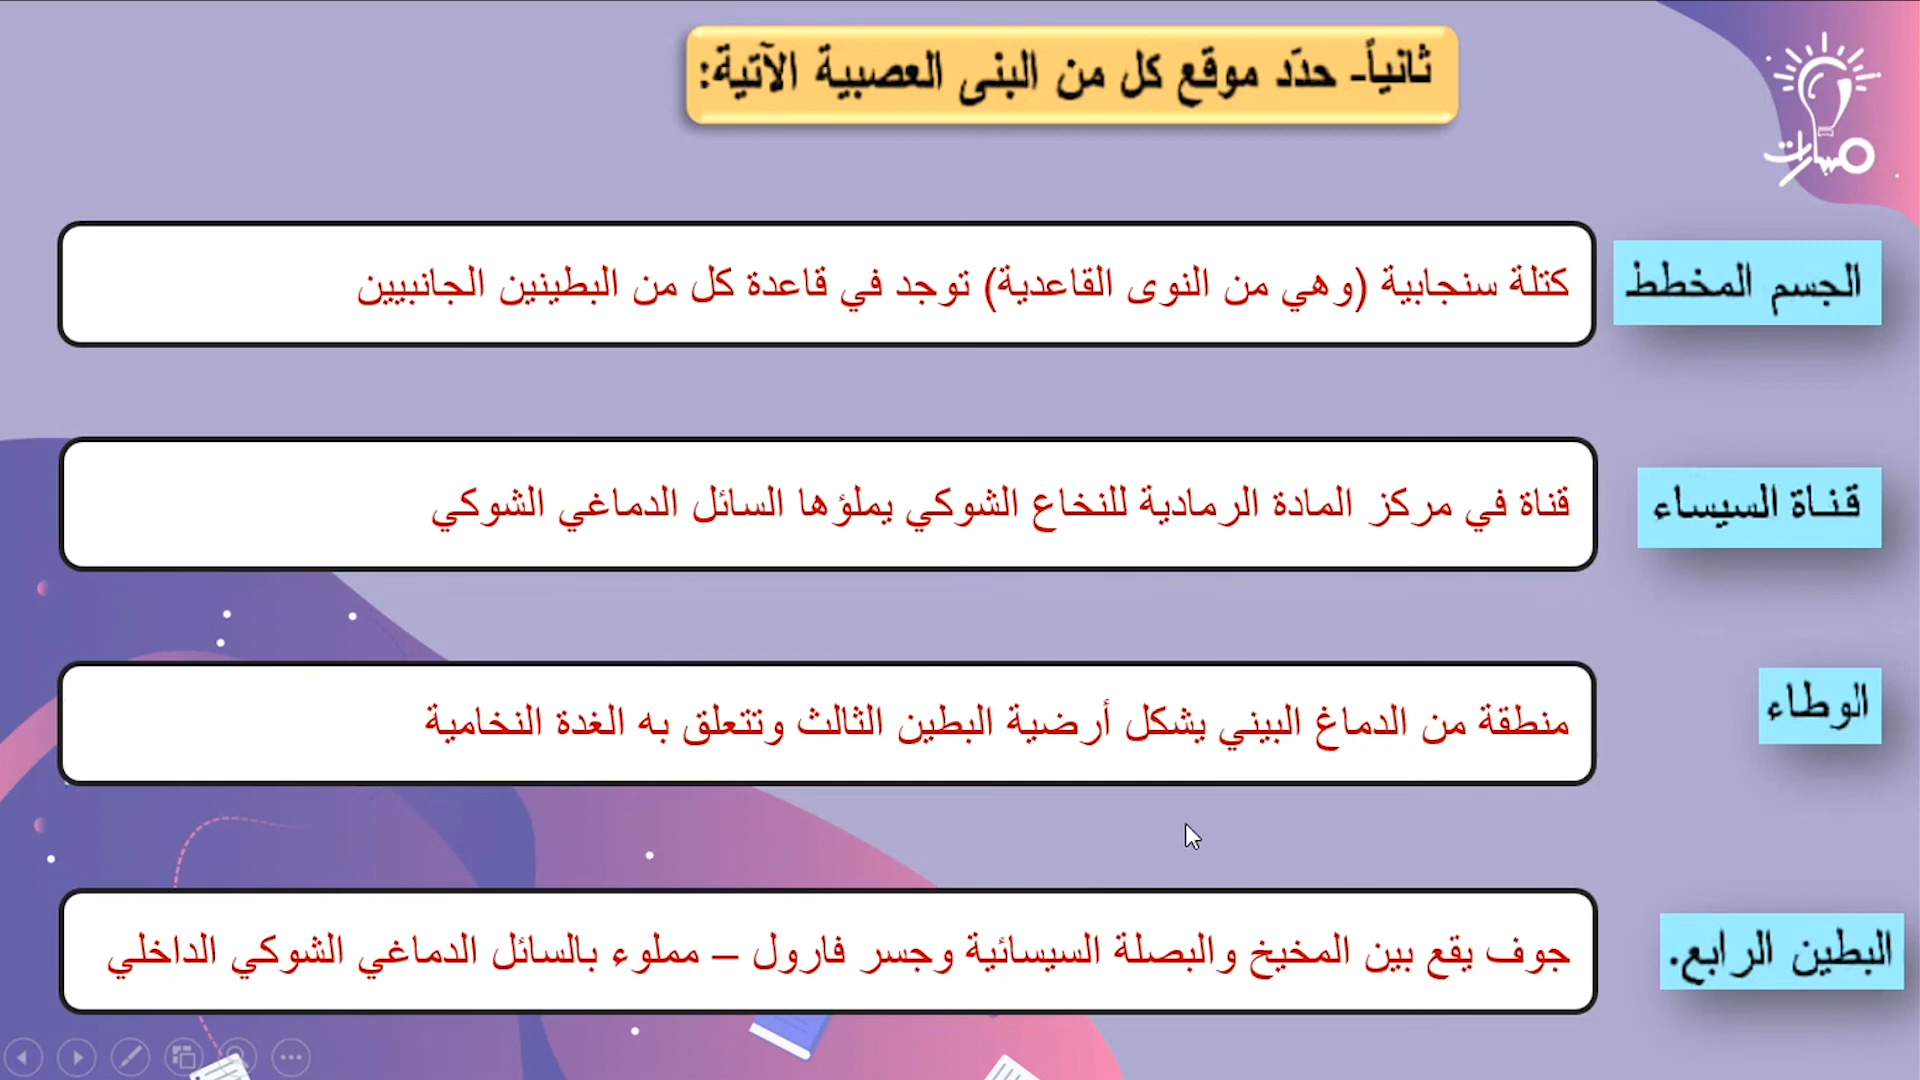 ثانياً- حدّد موقع كل من البنى العصبية الآتية:
مسارات
الجسم المخطط
كتلة سنجابية (وهي من النوى القاعدية) توجد في قاعدة كل من البطينين الجانبيين
قناة السيساء
قناة في مركز المادة الرمادية للنخاع الشوكي يملؤها السائل الدماغي الشوكي
الوطاء
منطقة من الدماغ البيني يشكل أرضية البطين الثالث وتتعلق به الغدة النخامية
البطين الرابع.
جوف يقع بين المخيخ والبصلة السيسائية وجسر فارول – مملوء بالسائل الدماغي الشوكي الداخلي